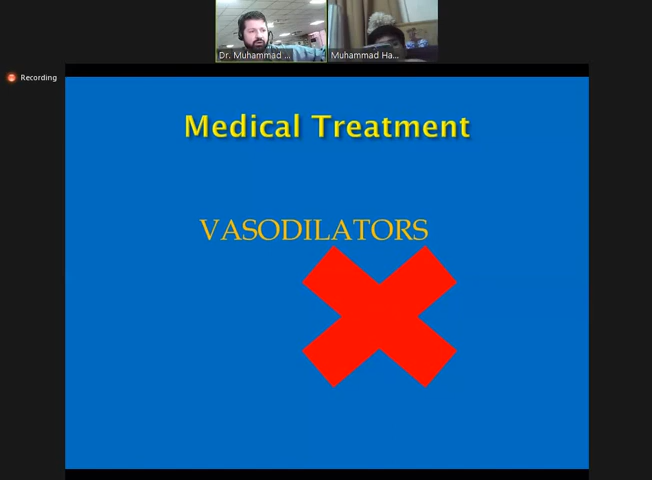 Dr. Muhammad ...
Muhammad Ha...
Recording
Medical Treatment
VASODILATORS